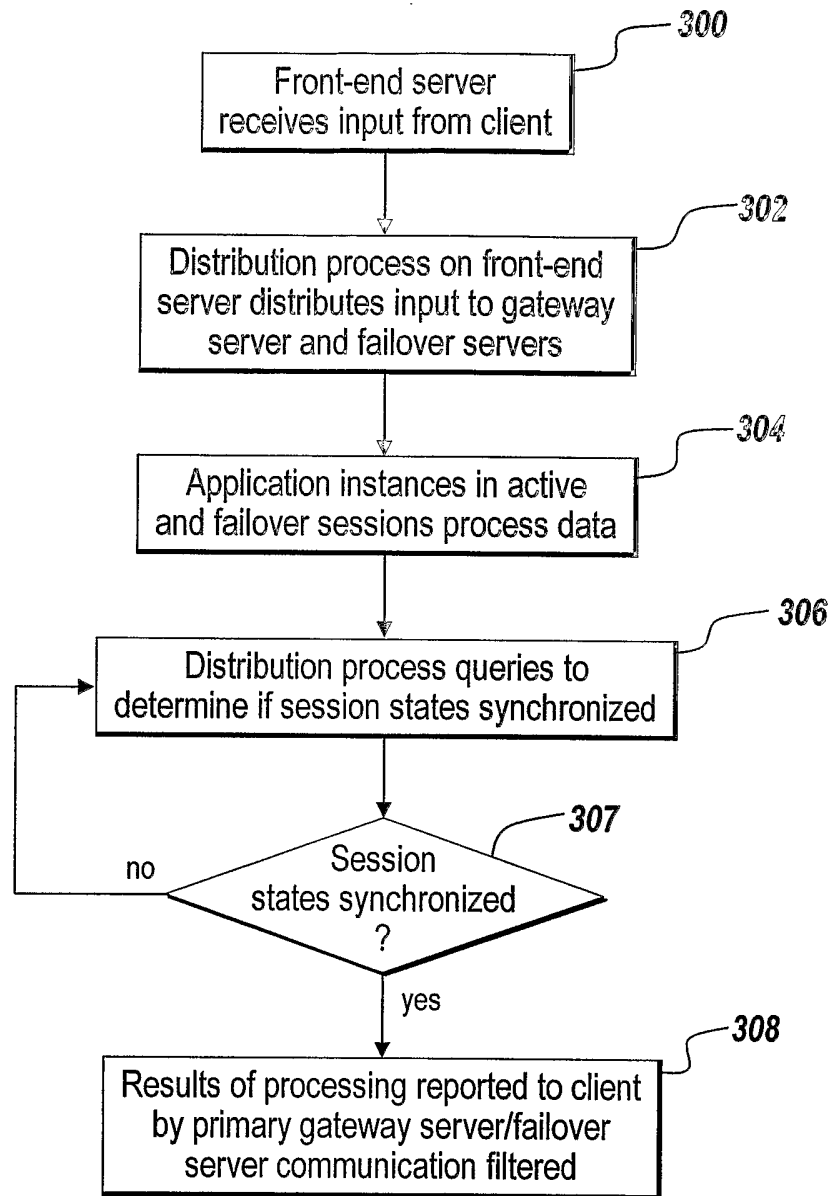 300
Front-end server
receives input from client
302
Distribution process on front-end
server distributes input to gateway
server and failover servers
304
Application instances in active
and failover sessions process data
306
Distribution process queries to
determine if session states synchronized
307
Session
states synchronized
?
no
yes
308
Results of processing reported to client
by primary gateway server/failover
server communication filtered